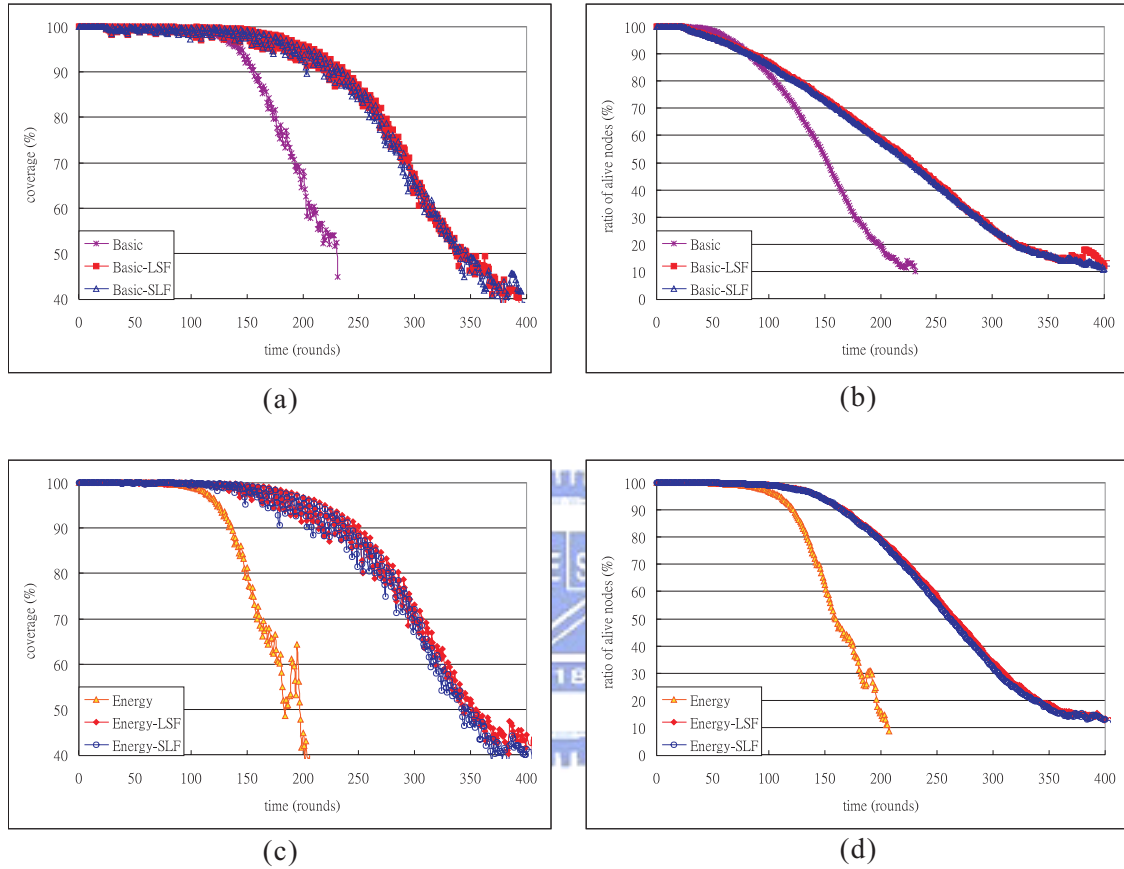 coverage (%)
100
90
80
70
60
50
40
Basic
Basic-LSF
Basic-SLF
0 50 100 150 200 250 300 350 400
time (rounds)
(a)
ratio of alive nodes (%)
100
90
80
70
60
50
40
30
20
10
0
Basic
Basic-LSF
Basic-SLF
0 50 100 150 200 250 300 350 400
time (rounds)
(b)
coverage (%)
100
90
80
70
60
50
40
Energy
Energy-LSF
Energy-SLF
0 50 100 150 200 250 300 350 400
time (rounds)
(c)
E S
18
ratio of alive nodes (%)
100
90
80
70
60
50
40
30
20
10
0
Energy
Energy-LSF
Energy-SLF
0 50 100 150 200 250 300 350 400
time (rounds)
(d)